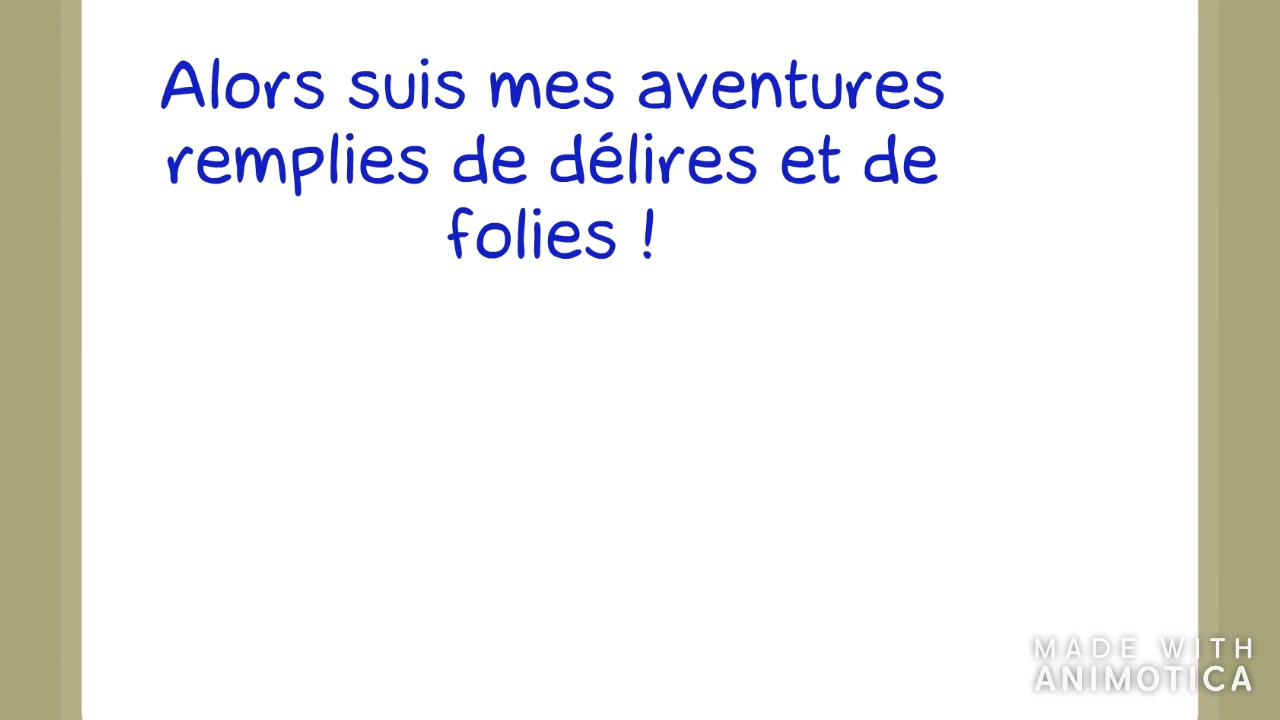 Alors suis mes aventures
remplies de délires et de
folies !
MADE WITH
ANIMOTICA